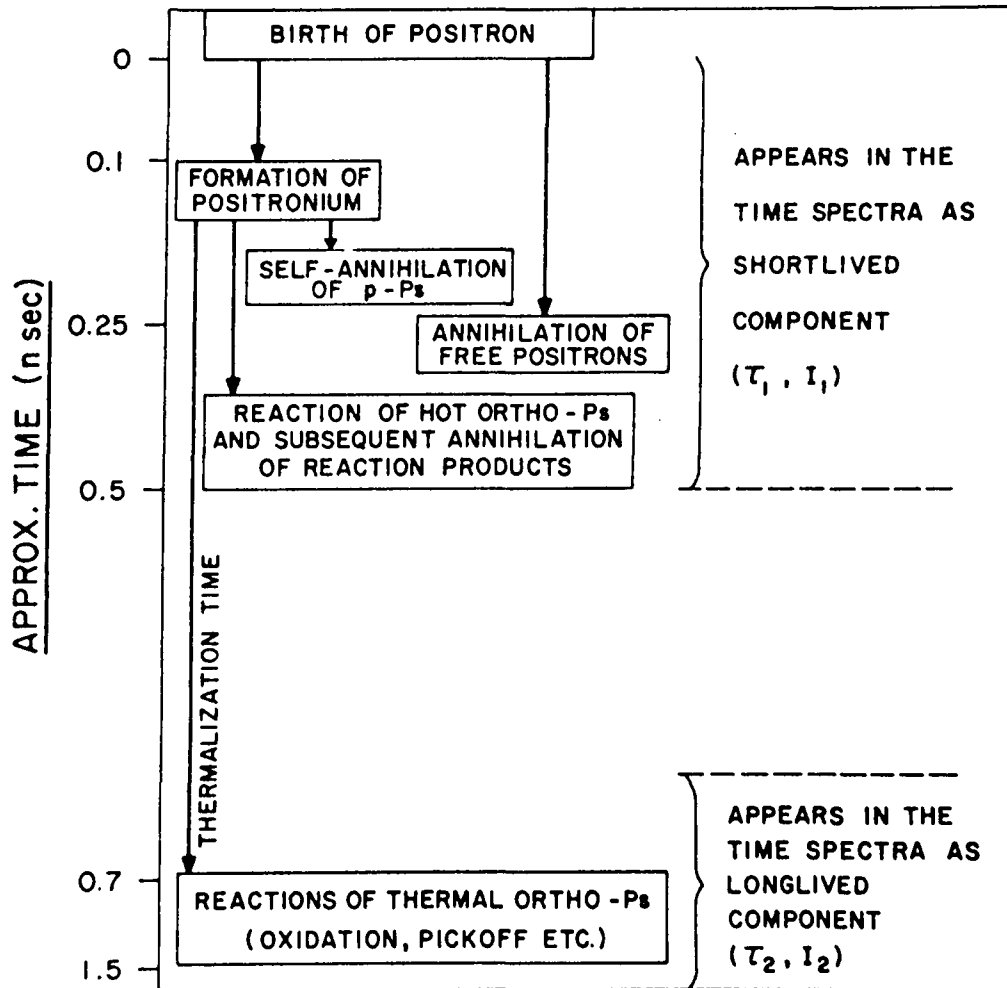 BIRTH OF POSITRON
0
0.1
FORMATION OF
POSITRONIUM
SELF-ANNIHILATION
OF p-Ps
0.25
ANNIHILATION OF
FREE POSITRONS
REACTION OF HOT ORTHO-Ps
AND SUBSEQUENT ANNIHILATION
OF REACTION PRODUCTS
0.5
APPEARS IN THE
TIME SPECTRA AS
SHORTLIVED
COMPONENT
(τ₁, I₁)
APPROX. TIME (n sec)
THERMALIZATION TIME
0.7
REACTIONS OF THERMAL ORTHO-Ps
(OXIDATION, PICKOFF ETC.)
1.5
APPEARS IN THE
TIME SPECTRA AS
LONGLIVED
COMPONENT
(τ₂, I₂)